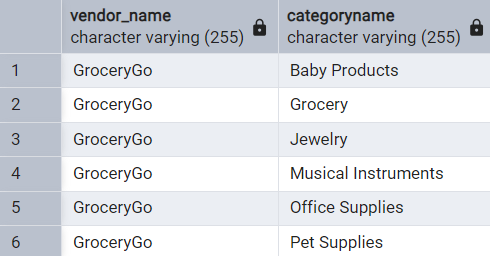 vendor_name categoryname
character varying (255) character varying (255)
1 GroceryGo Baby Products
2 GroceryGo Grocery
3 GroceryGo Jewelry
4 GroceryGo Musical Instruments
5 GroceryGo Office Supplies
6 GroceryGo Pet Supplies